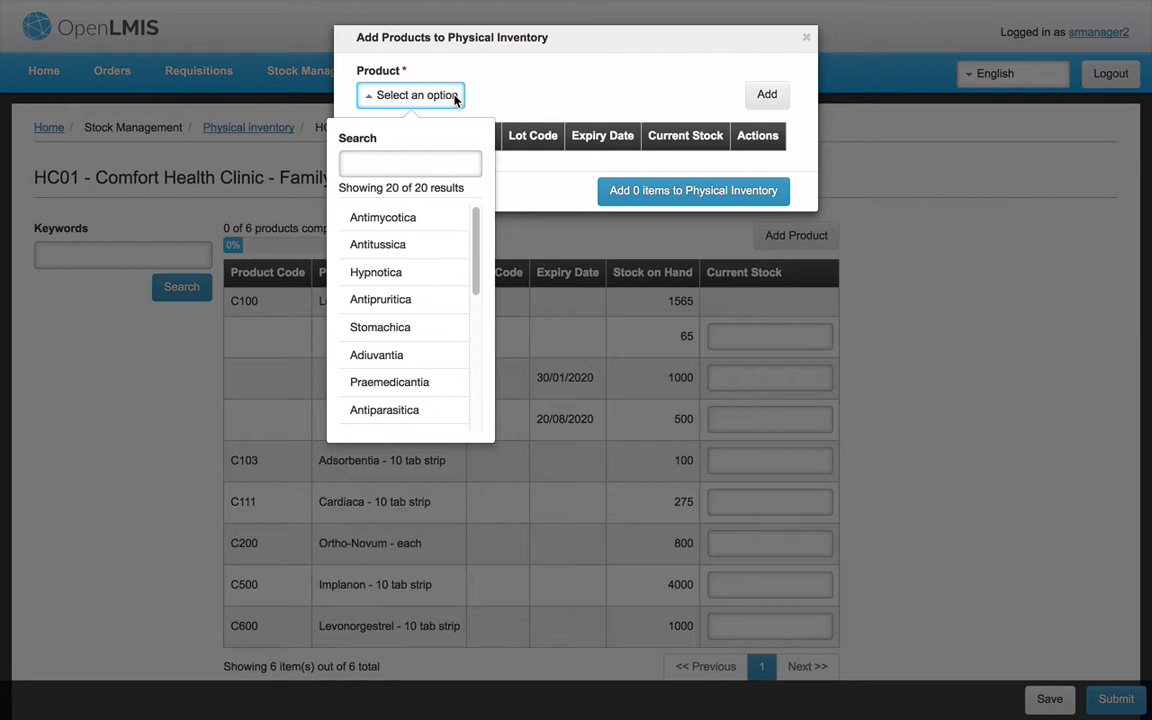 OpenLMIS
Logged in as srmanager2
Home
Orders
Requisitions
Stock Manag
English
Logout
Add Products to Physical Inventory
×
Product *
Select an option
Add
Lot Code
Expiry Date
Current Stock
Actions
Add 0 items to Physical Inventory
Search
Showing 20 of 20 results
Antimycotica
Antitussica
Hypnotica
Antipruritica
Stomachica
Adiuvantia
Praemedicantia
Antiparasitica
Home / Stock Management / Physical inventory / HC
HC01 - Comfort Health Clinic - Family
Keywords
Search
0 of 6 products comp
0%
Add Product
Product Code P Code Expiry Date Stock on Hand Current Stock
C100 L 1565
65
30/01/2020 1000
20/08/2020 500
C103 Adsorbentia - 10 tab strip 100
C111 Cardiaca - 10 tab strip 275
C200 Ortho-Novum - each 800
C500 Implanon - 10 tab strip 4000
C600 Levonorgestrel - 10 tab strip 1000
Showing 6 item(s) out of 6 total
<< Previous 1 Next >>
Save
Submit